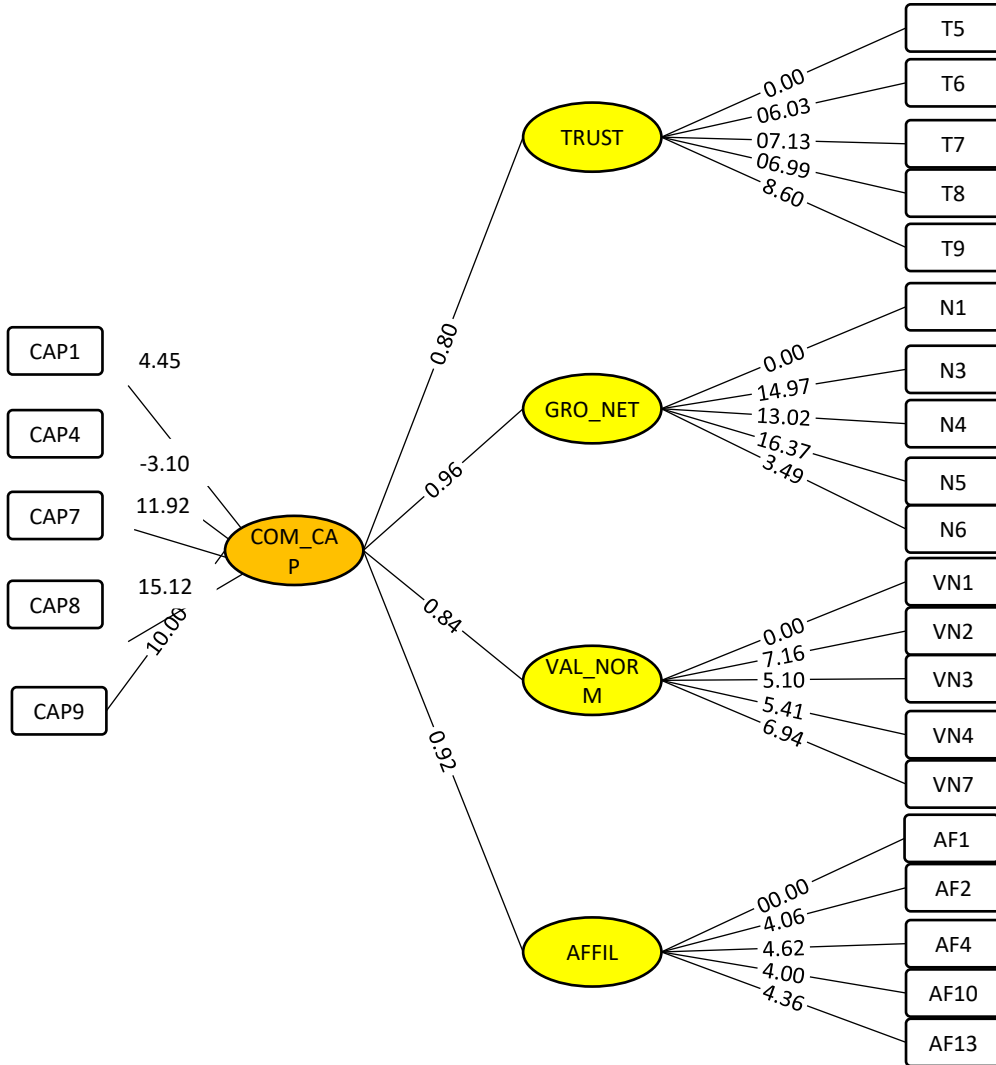 T5
0.00
T6
06.03
TRUST
07.13
T7
06.99
T8
8.60
T9
N1
0.80
0.00
CAP1
4.45
N3
14.97
GRO_NET
13.02
N4
CAP4
16.37
-3.10
0.96
3.49
N5
CAP7
11.92
N6
COM_CA
P
VN1
15.12
CAP8
0.84
0.00
10.00
7.16
VN2
VAL_NOR
M
5.10
VN3
CAP9
5.41
VN4
6.94
0.92
VN7
AF1
00.00
AF2
4.06
AFFIL
4.62
AF4
4.00
AF10
4.36
AF13